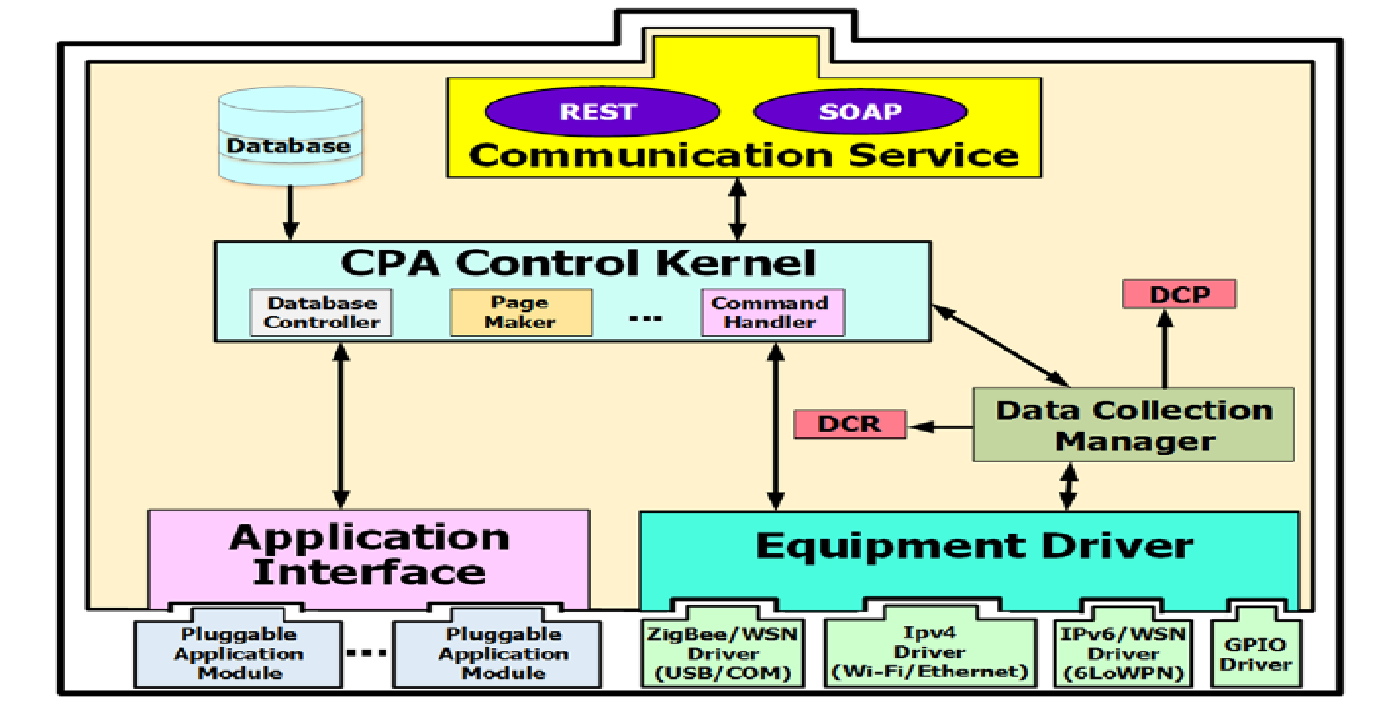 REST
SOAP
Communication Service
Database
CPA Control Kernel
Database
Controller
Page
Maker
...
Command
Handler
DCP
DCR
Data Collection
Manager
Application
Interface
Equipment Driver
Pluggable
Application
Module
...
Pluggable
Application
Module
ZigBee/WSN
Driver
(USB/COM)
Ipv4
Driver
(Wi-Fi/Ethernet)
IPv6/WSN
Driver
(6LoWPN)
GPIO
Driver